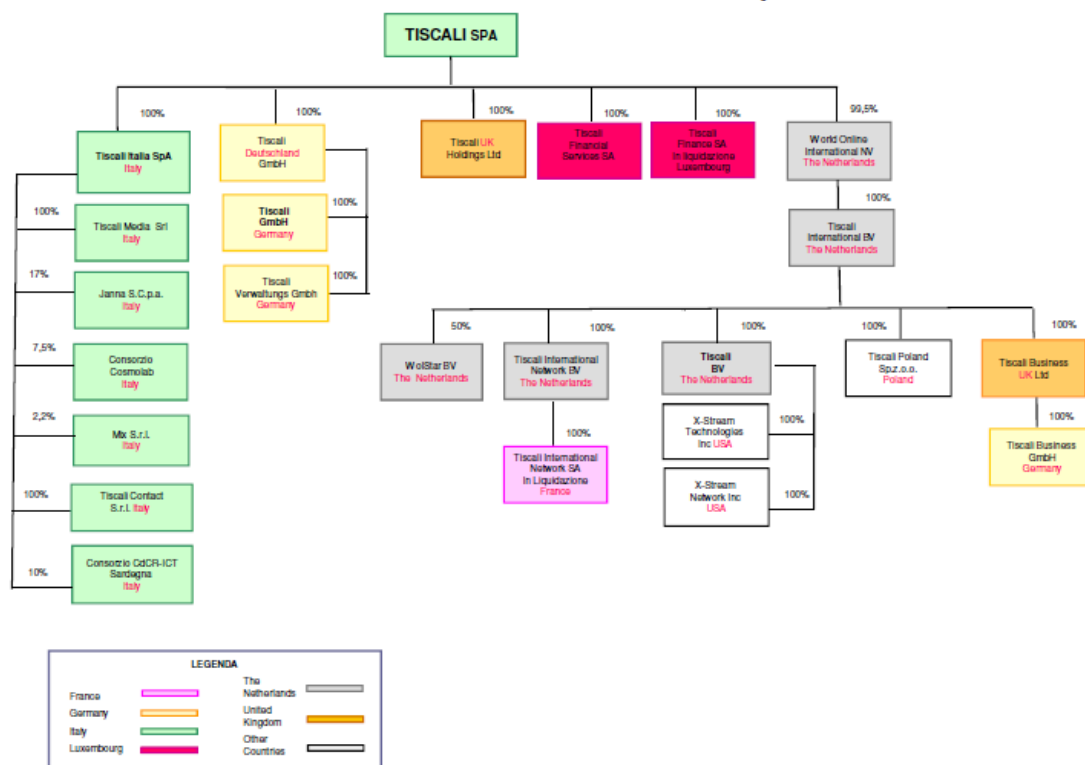 TISCALI SPA
100%
100%
100%
100%
100%
99,5%
Tiscali Italia SpA
Italy
Tiscali
Deutschland
GmbH
Tiscali UK
Holdings Ltd
Tiscali
Financial
Services SA
Tiscali
Finance SA
In liquidazione
Luxembourg
World Online
International NV
The Netherlands
100%
Tiscali Media Srl
Italy
100%
Tiscali
GmbH
Germany
100%
Tiscali
International BV
The Netherlands
17%
Janna S.C.p.a.
Italy
100%
Tiscali
Verwaltungs Gmbh
Germany
50%
100%
100%
100%
100%
7,5%
Consorzio
Cosmolab
Italy
WolStar BV
The Netherlands
Tiscali International
Network BV
The Netherlands
Tiscali
BV
The Netherlands
Tiscali Poland
Sp.z.o.o.
Poland
Tiscali Business
UK Ltd
2,2%
Mix S.r.l.
Italy
100%
Tiscali International
Network SA
In Liquidazione
France
X-Stream
Technologies
Inc USA
100%
100%
Tiscali Business
GmbH
Germany
100%
Tiscali Contact
S.r.l. Italy
X-Stream
Network Inc
USA
100%
10%
Consorzio CdCR-ICT
Sardegna
Italy
LEGENDA
France
Germany
Italy
Luxembourg
The
Netherlands
United
Kingdom
Other
Countries